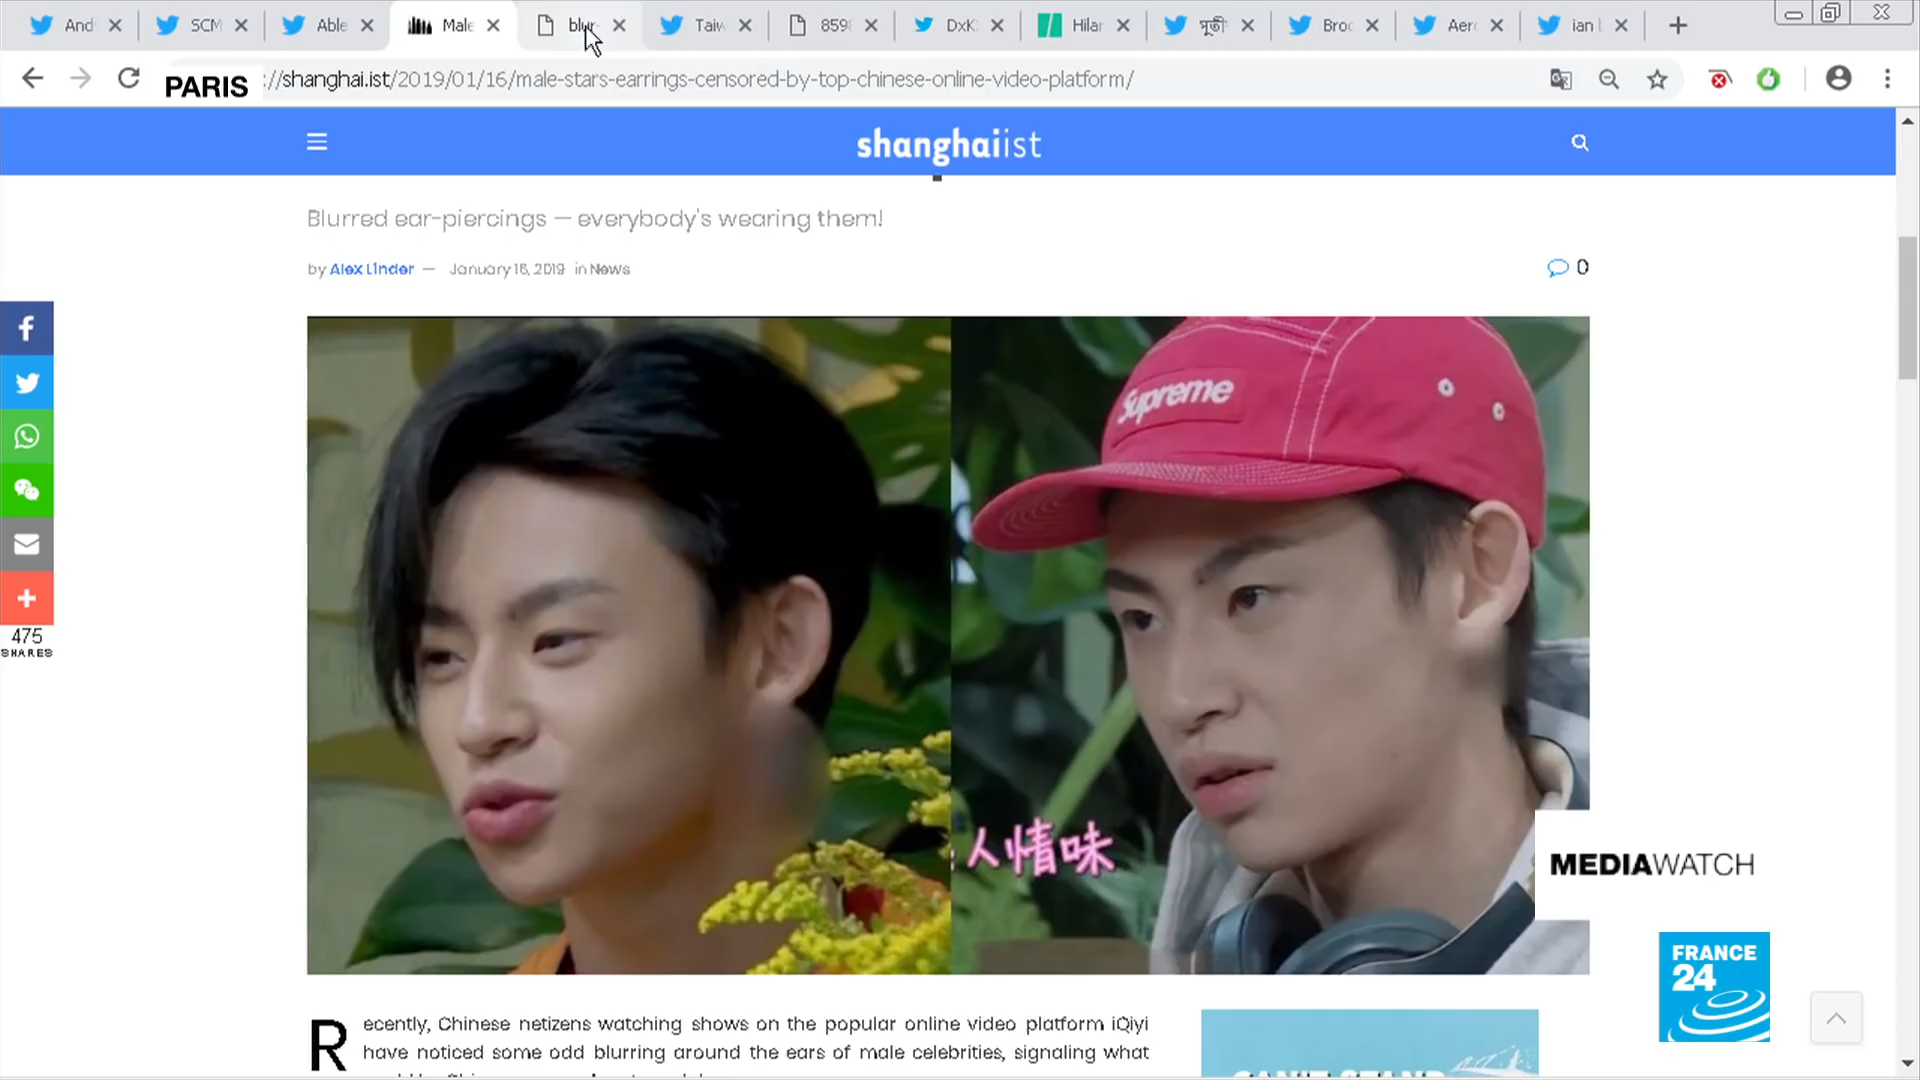 And
SCM
Able
Male
blur
Taiw
859
DxK
Hilar
Broc
Aer
ian
PARIS
://shanghai.ist/2019/01/16/male-stars-earrings-censored-by-top-chinese-online-video-platform/
shanghaiist
Blurred ear-piercings — everybody's wearing them!
by Alex Linder — January 16, 2019 in News
0
475
SHARES
Supreme
人情味
MEDIAWATCH
FRANCE
24
Recently, Chinese netizens watching shows on the popular online video platform iQiyi
have noticed some odd blurring around the ears of male celebrities, signaling what